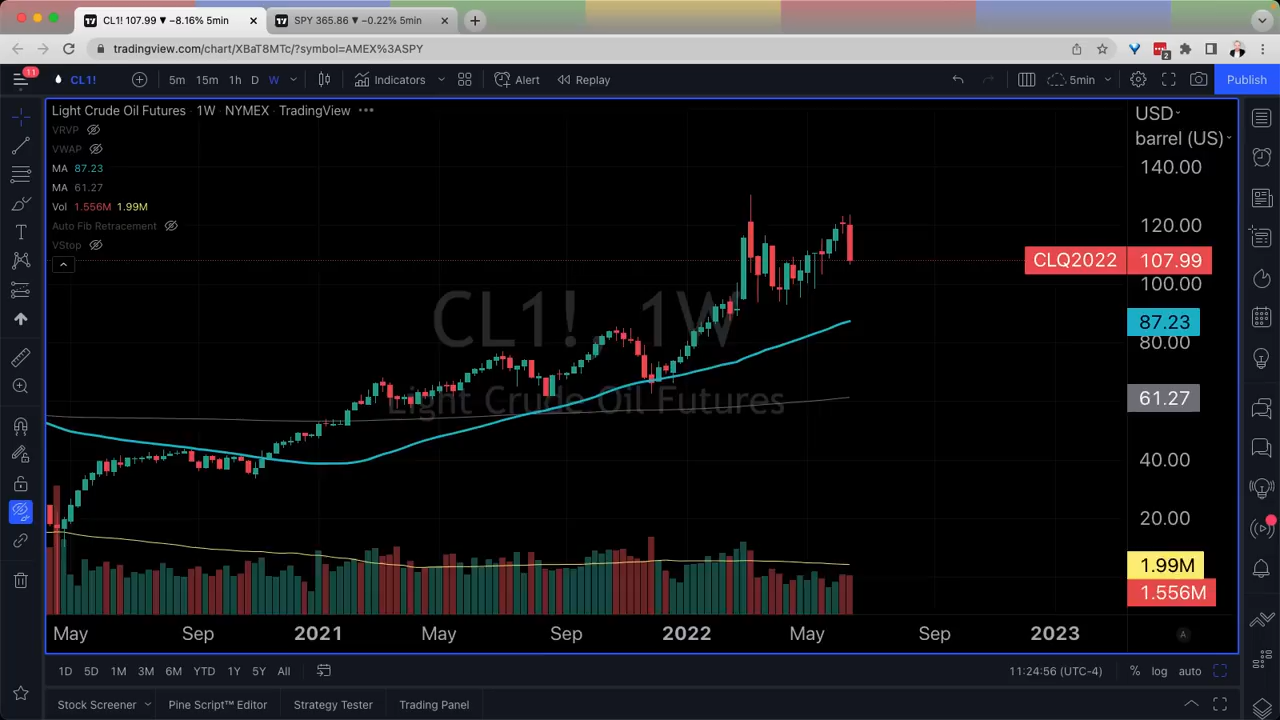 CL1! 107.99 ▼ −8.16% 5min
SPY 365.86 ▼ −0.22% 5min
tradingview.com/chart/XBaT8MTc/?symbol=AMEX%3ASPY
2
11
CL1!
5m 15m 1h D W
Indicators
Alert
Replay
5min
Publish
Light Crude Oil Futures · 1W · NYMEX · TradingView
VRVP
VWAP
MA 87.23
MA 61.27
Vol 1.556M 1.99M
Auto Fib Retracement
VStop
CL1!, 1W
Light Crude Oil Futures
USD
barrel (US)
140.00
120.00
CLQ2022 107.99
100.00
87.23
80.00
61.27
40.00
20.00
1.99M
1.556M
May Sep 2021 May Sep 2022 May Sep 2023
A
1D 5D 1M 3M 6M YTD 1Y 5Y All
11:24:56 (UTC-4)
% log auto
Stock Screener
Pine Script™ Editor
Strategy Tester
Trading Panel